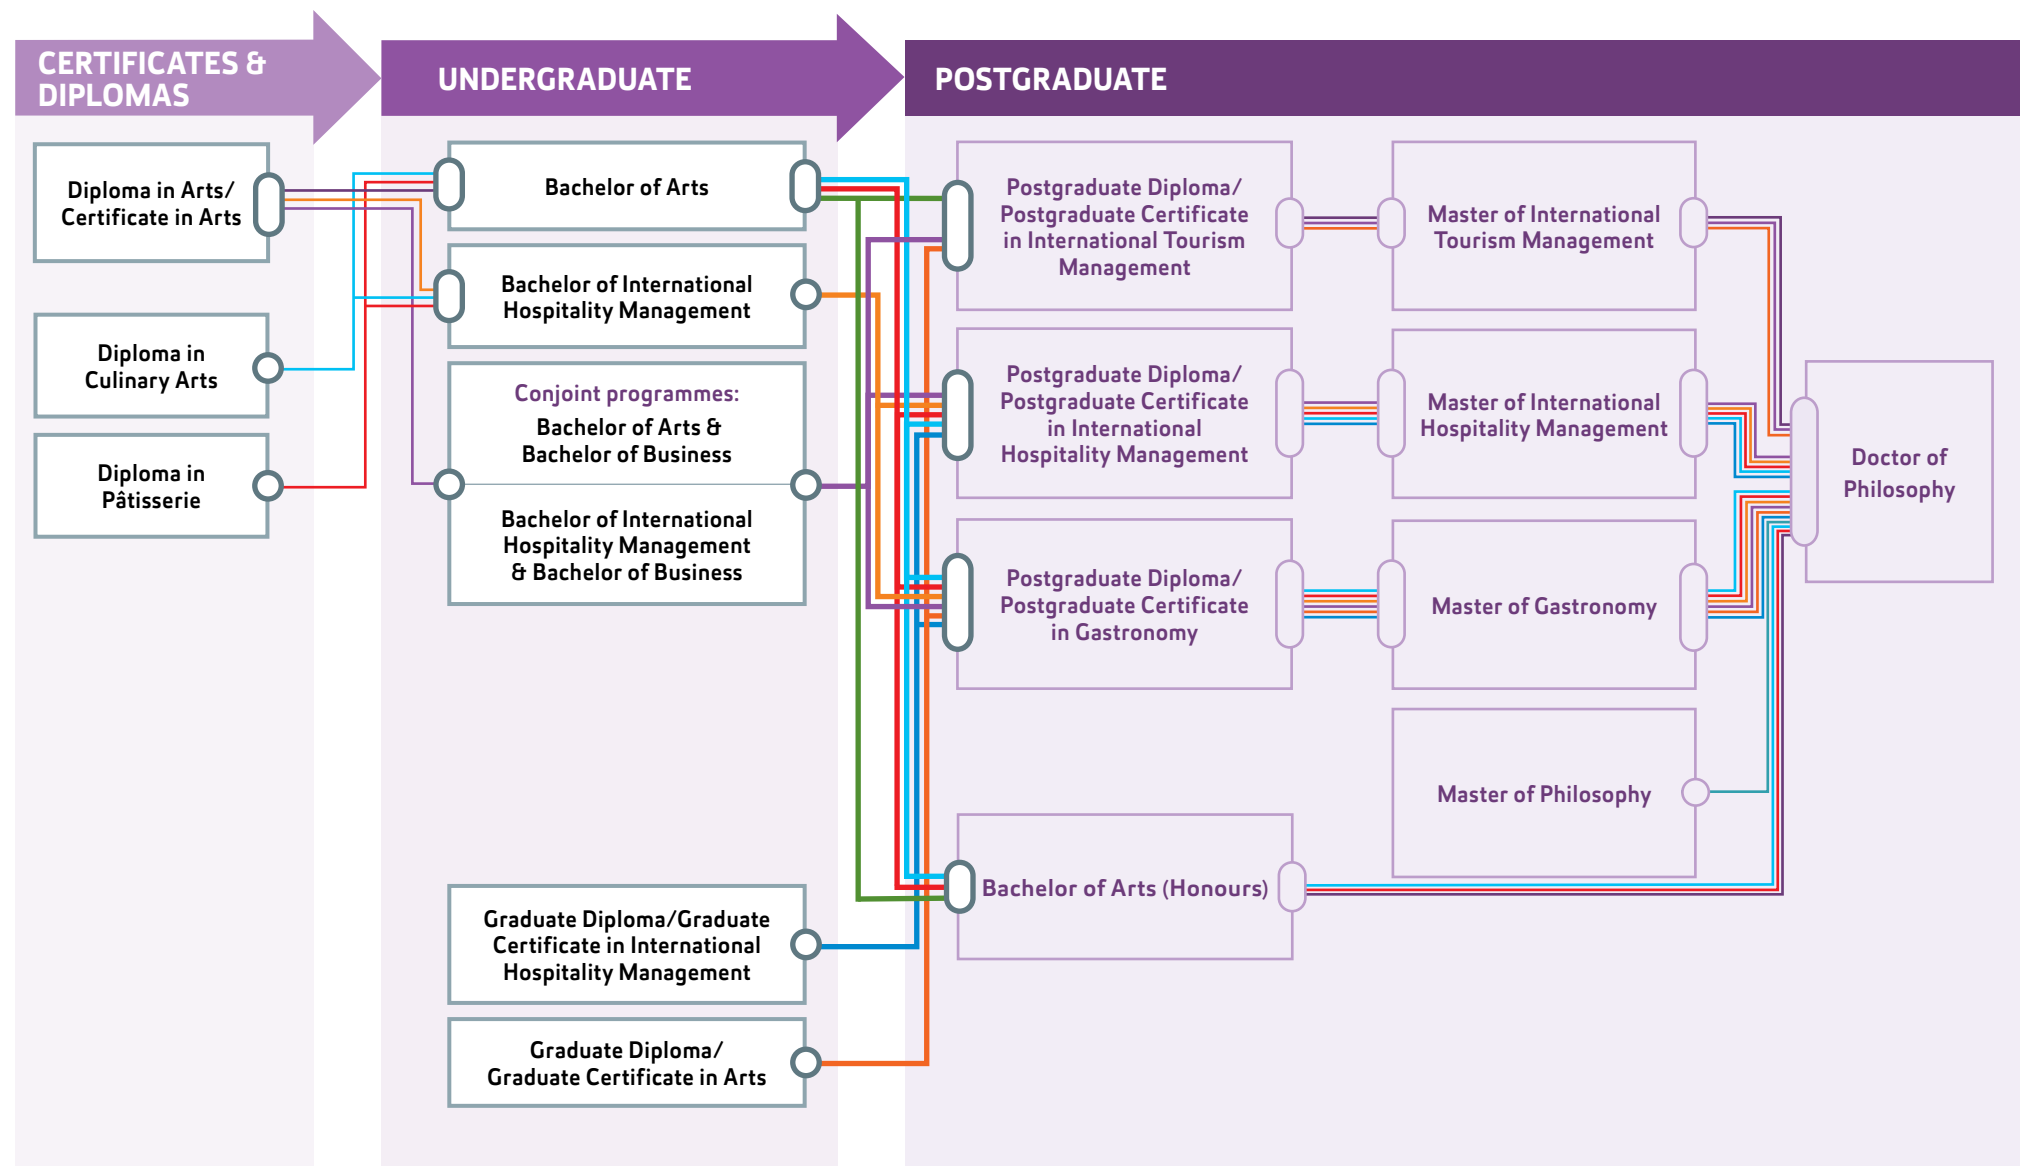 CERTIFICATES &
DIPLOMAS
UNDERGRADUATE
POSTGRADUATE
Diploma in Arts/
Certificate in Arts
Diploma in
Culinary Arts
Diploma in
Pâtisserie
Bachelor of Arts
Bachelor of International
Hospitality Management
Conjoint programmes:
Bachelor of Arts &
Bachelor of Business
Bachelor of International
Hospitality Management
& Bachelor of Business
Graduate Diploma/Graduate
Certificate in International
Hospitality Management
Graduate Diploma/
Graduate Certificate in Arts
Postgraduate Diploma/
Postgraduate Certificate
in International Tourism
Management
Postgraduate Diploma/
Postgraduate Certificate
in International
Hospitality Management
Postgraduate Diploma/
Postgraduate Certificate
in Gastronomy
Bachelor of Arts (Honours)
Master of International
Tourism Management
Master of International
Hospitality Management
Master of Gastronomy
Master of Philosophy
Doctor of
Philosophy